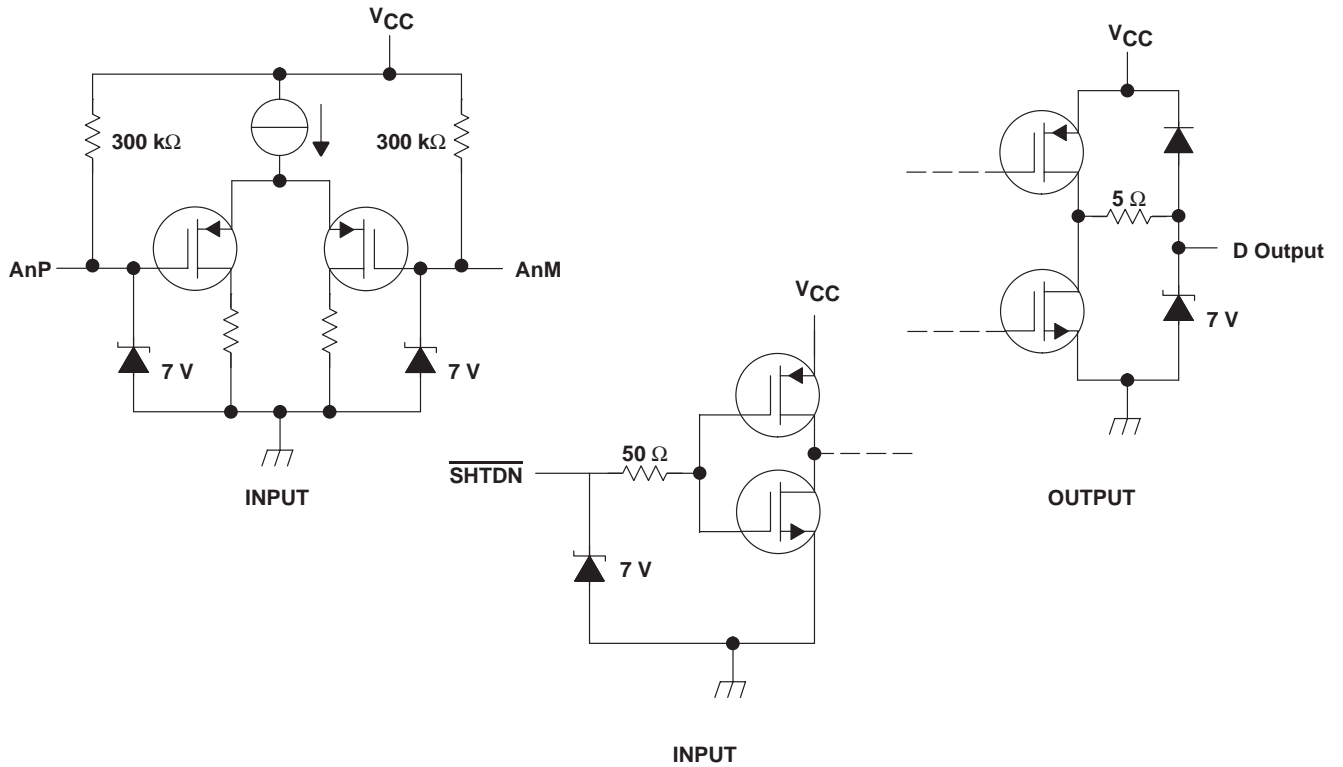 VCC
300 kΩ
300 kΩ
AnP
AnM
7 V
7 V
INPUT
VCC
50 Ω
SHTDN
7 V
INPUT
VCC
5 Ω
D Output
7 V
OUTPUT